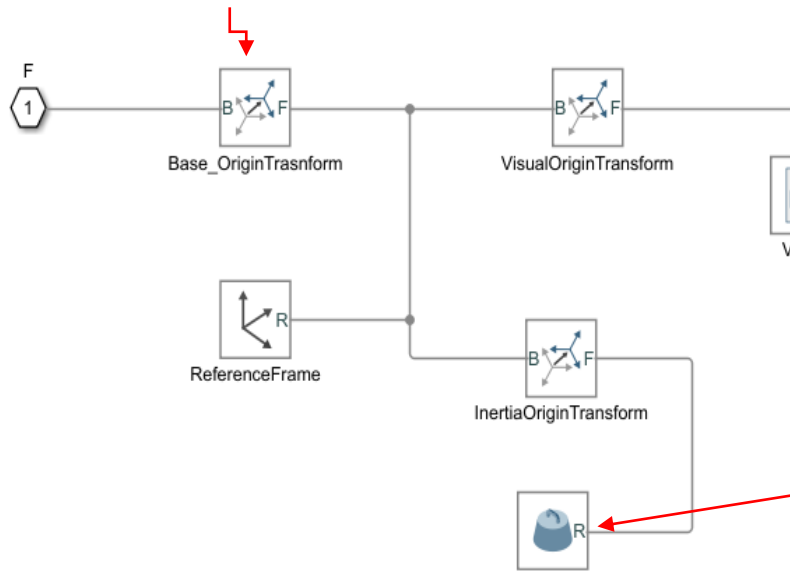 F
1
B F
Base_OriginTrasnform
B F
VisualOriginTransform
V
R
ReferenceFrame
B F
InertiaOriginTransform
R